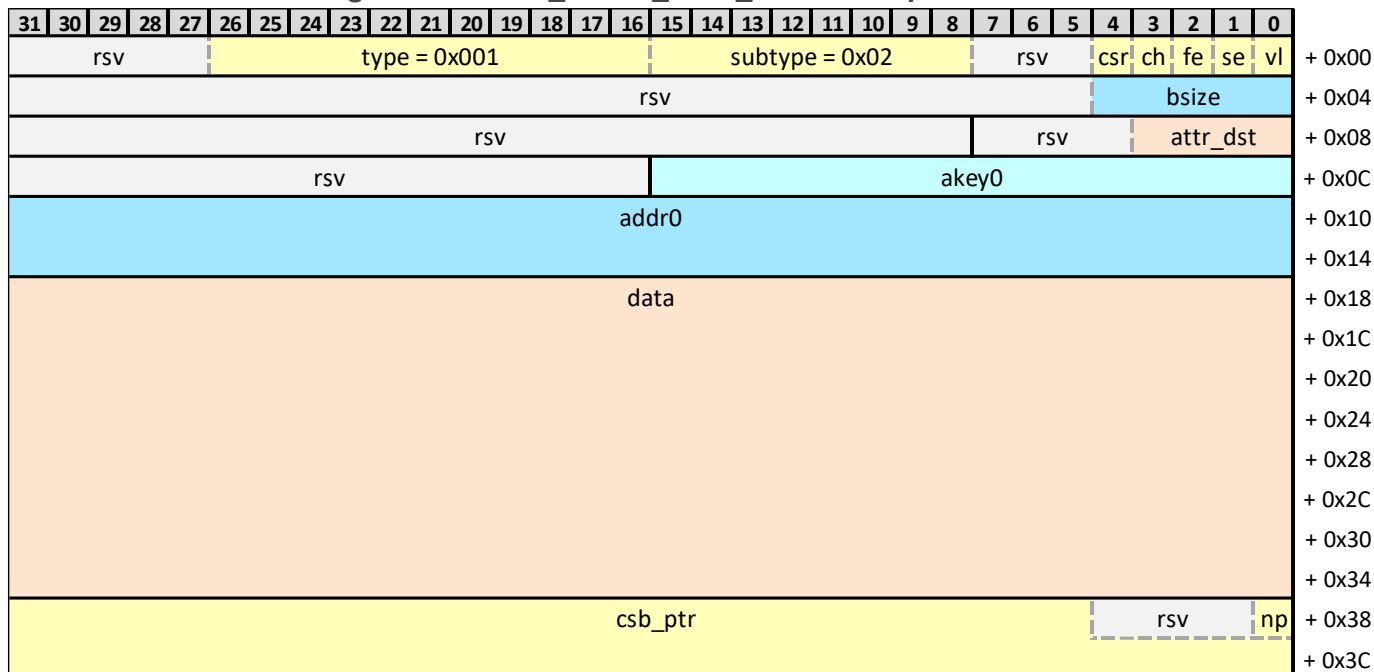 31 30 29 28 27 26 25 24 23 22 21 20 19 18 17 16 15 14 13 12 11 10 9 8 7 6 5 4 3 2 1 0
rsv type = 0x001 subtype = 0x02 rsv csr ch fe se vl + 0x00
rsv bsize + 0x04
rsv rsv attr_dst + 0x08
rsv akey0 + 0x0C
addr0 + 0x10
+ 0x14
data + 0x18
+ 0x1C
+ 0x20
+ 0x24
+ 0x28
+ 0x2C
+ 0x30
+ 0x34
csb_ptr rsv np + 0x38
+ 0x3C